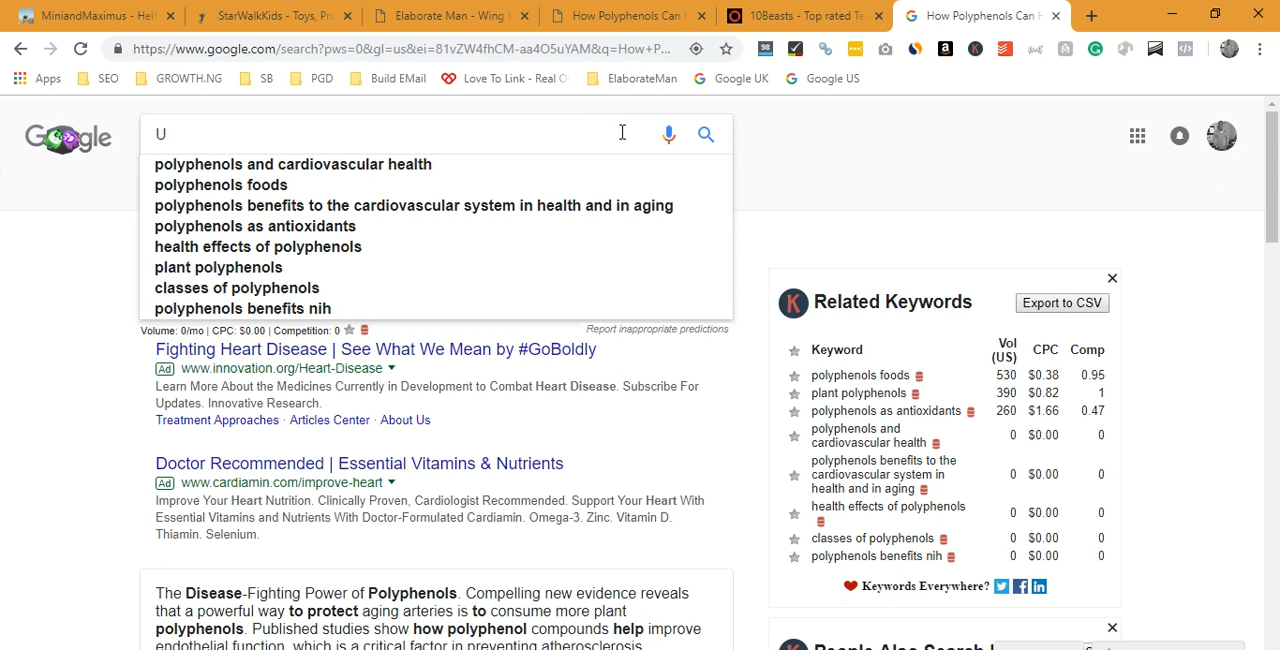 MiniandMaximus - Hel
StarWalkKids - Toys, Pr
Elaborate Man - Wing
How Polyphenols Can
10Beasts - Top rated Te
How Polyphenols Can H
https://www.google.com/search?pws=0&gl=us&ei=81vZW4fhCM-aa4O5uYAM&q=How+P...
98
Apps
SEO
GROWTH.NG
SB
PGD
Build EMail
Love To Link - Real O
ElaborateMan
Google UK
Google US
Google
U
polyphenols and cardiovascular health
polyphenols foods
polyphenols benefits to the cardiovascular system in health and in aging
polyphenols as antioxidants
health effects of polyphenols
plant polyphenols
classes of polyphenols
polyphenols benefits nih
Volume: 0/mo | CPC: $0.00 | Competition: 0
Report inappropriate predictions
Fighting Heart Disease | See What We Mean by #GoBoldly
Ad www.innovation.org/Heart-Disease
Learn More About the Medicines Currently in Development to Combat Heart Disease. Subscribe For
Updates. Innovative Research.
Treatment Approaches · Articles Center · About Us
Doctor Recommended | Essential Vitamins & Nutrients
Ad www.cardiamin.com/improve-heart
Improve Your Heart Nutrition. Clinically Proven, Cardiologist Recommended. Support Your Heart With
Essential Vitamins and Nutrients With Doctor-Formulated Cardiamin. Omega-3. Zinc. Vitamin D.
Thiamin. Selenium.
The Disease-Fighting Power of Polyphenols. Compelling new evidence reveals
that a powerful way to protect aging arteries is to consume more plant
polyphenols. Published studies show how polyphenol compounds help improve
endothelial function, which is a critical factor in preventing atherosclerosis.
K Related Keywords
Export to CSV
Keyword Vol (US) CPC Comp
polyphenols foods 530 $0.38 0.95
plant polyphenols 390 $0.82 1
polyphenols as antioxidants 260 $1.66 0.47
polyphenols and
cardiovascular health 0 $0.00 0
polyphenols benefits to the
cardiovascular system in 0 $0.00 0
health and in aging
health effects of polyphenols 0 $0.00 0
classes of polyphenols 0 $0.00 0
polyphenols benefits nih 0 $0.00 0
Keywords Everywhere?
People Also Search